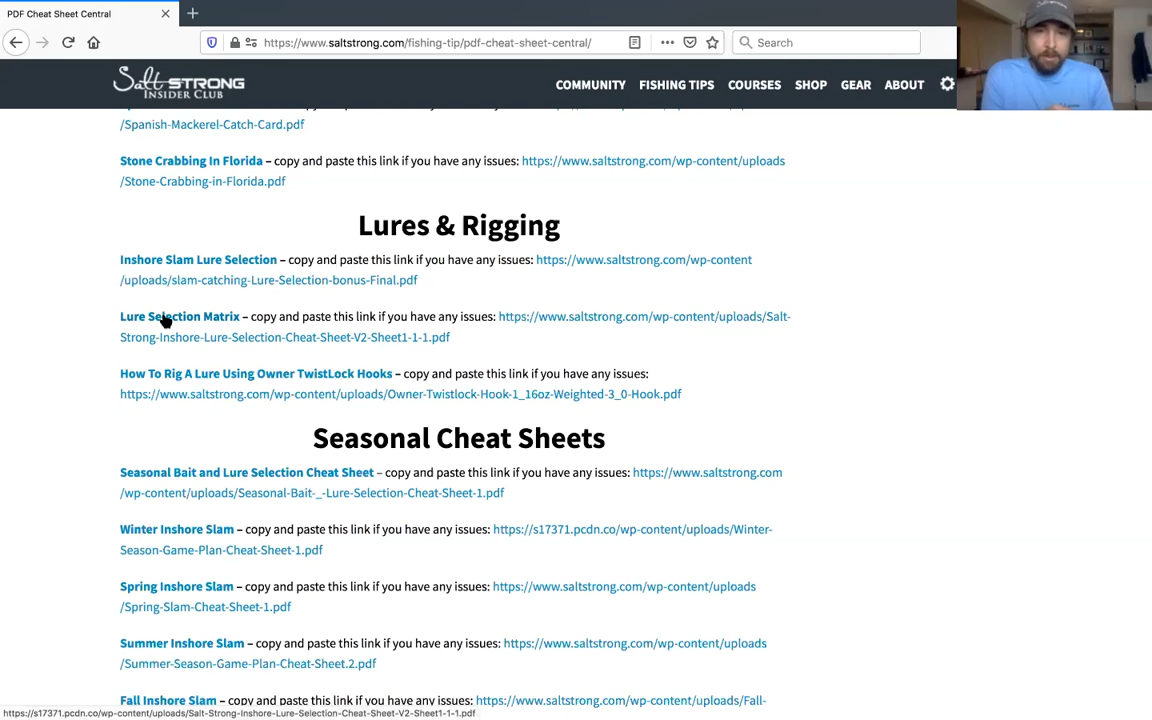 PDF Cheat Sheet Central
https://www.saltstrong.com/fishing-tip/pdf-cheat-sheet-central/
Search
Salt STRONG
INSIDER CLUB
COMMUNITY FISHING TIPS COURSES SHOP GEAR ABOUT
/Spanish-Mackerel-Catch-Card.pdf
Stone Crabbing In Florida – copy and paste this link if you have any issues: https://www.saltstrong.com/wp-content/uploads
/Stone-Crabbing-in-Florida.pdf
Lures & Rigging
Inshore Slam Lure Selection – copy and paste this link if you have any issues: https://www.saltstrong.com/wp-content
/uploads/slam-catching-Lure-Selection-bonus-Final.pdf
Lure Selection Matrix – copy and paste this link if you have any issues: https://www.saltstrong.com/wp-content/uploads/Salt-
Strong-Inshore-Lure-Selection-Cheat-Sheet-V2-Sheet1-1-1.pdf
How To Rig A Lure Using Owner TwistLock Hooks – copy and paste this link if you have any issues:
https://www.saltstrong.com/wp-content/uploads/Owner-Twistlock-Hook-1_16oz-Weighted-3_0-Hook.pdf
Seasonal Cheat Sheets
Seasonal Bait and Lure Selection Cheat Sheet – copy and paste this link if you have any issues: https://www.saltstrong.com
/wp-content/uploads/Seasonal-Bait-_-Lure-Selection-Cheat-Sheet-1.pdf
Winter Inshore Slam – copy and paste this link if you have any issues: https://s17371.pcdn.co/wp-content/uploads/Winter-
Season-Game-Plan-Cheat-Sheet-1.pdf
Spring Inshore Slam – copy and paste this link if you have any issues: https://www.saltstrong.com/wp-content/uploads
/Spring-Slam-Cheat-Sheet-1.pdf
Summer Inshore Slam – copy and paste this link if you have any issues: https://www.saltstrong.com/wp-content/uploads
/Summer-Season-Game-Plan-Cheat-Sheet.2.pdf
Fall Inshore Slam – copy and paste this link if you have any issues: https://www.saltstrong.com/wp-content/uploads/Fall-
https://s17371.pcdn.co/wp-content/uploads/Salt-Strong-Inshore-Lure-Selection-Cheat-Sheet-V2-Sheet1-1-1.pdf